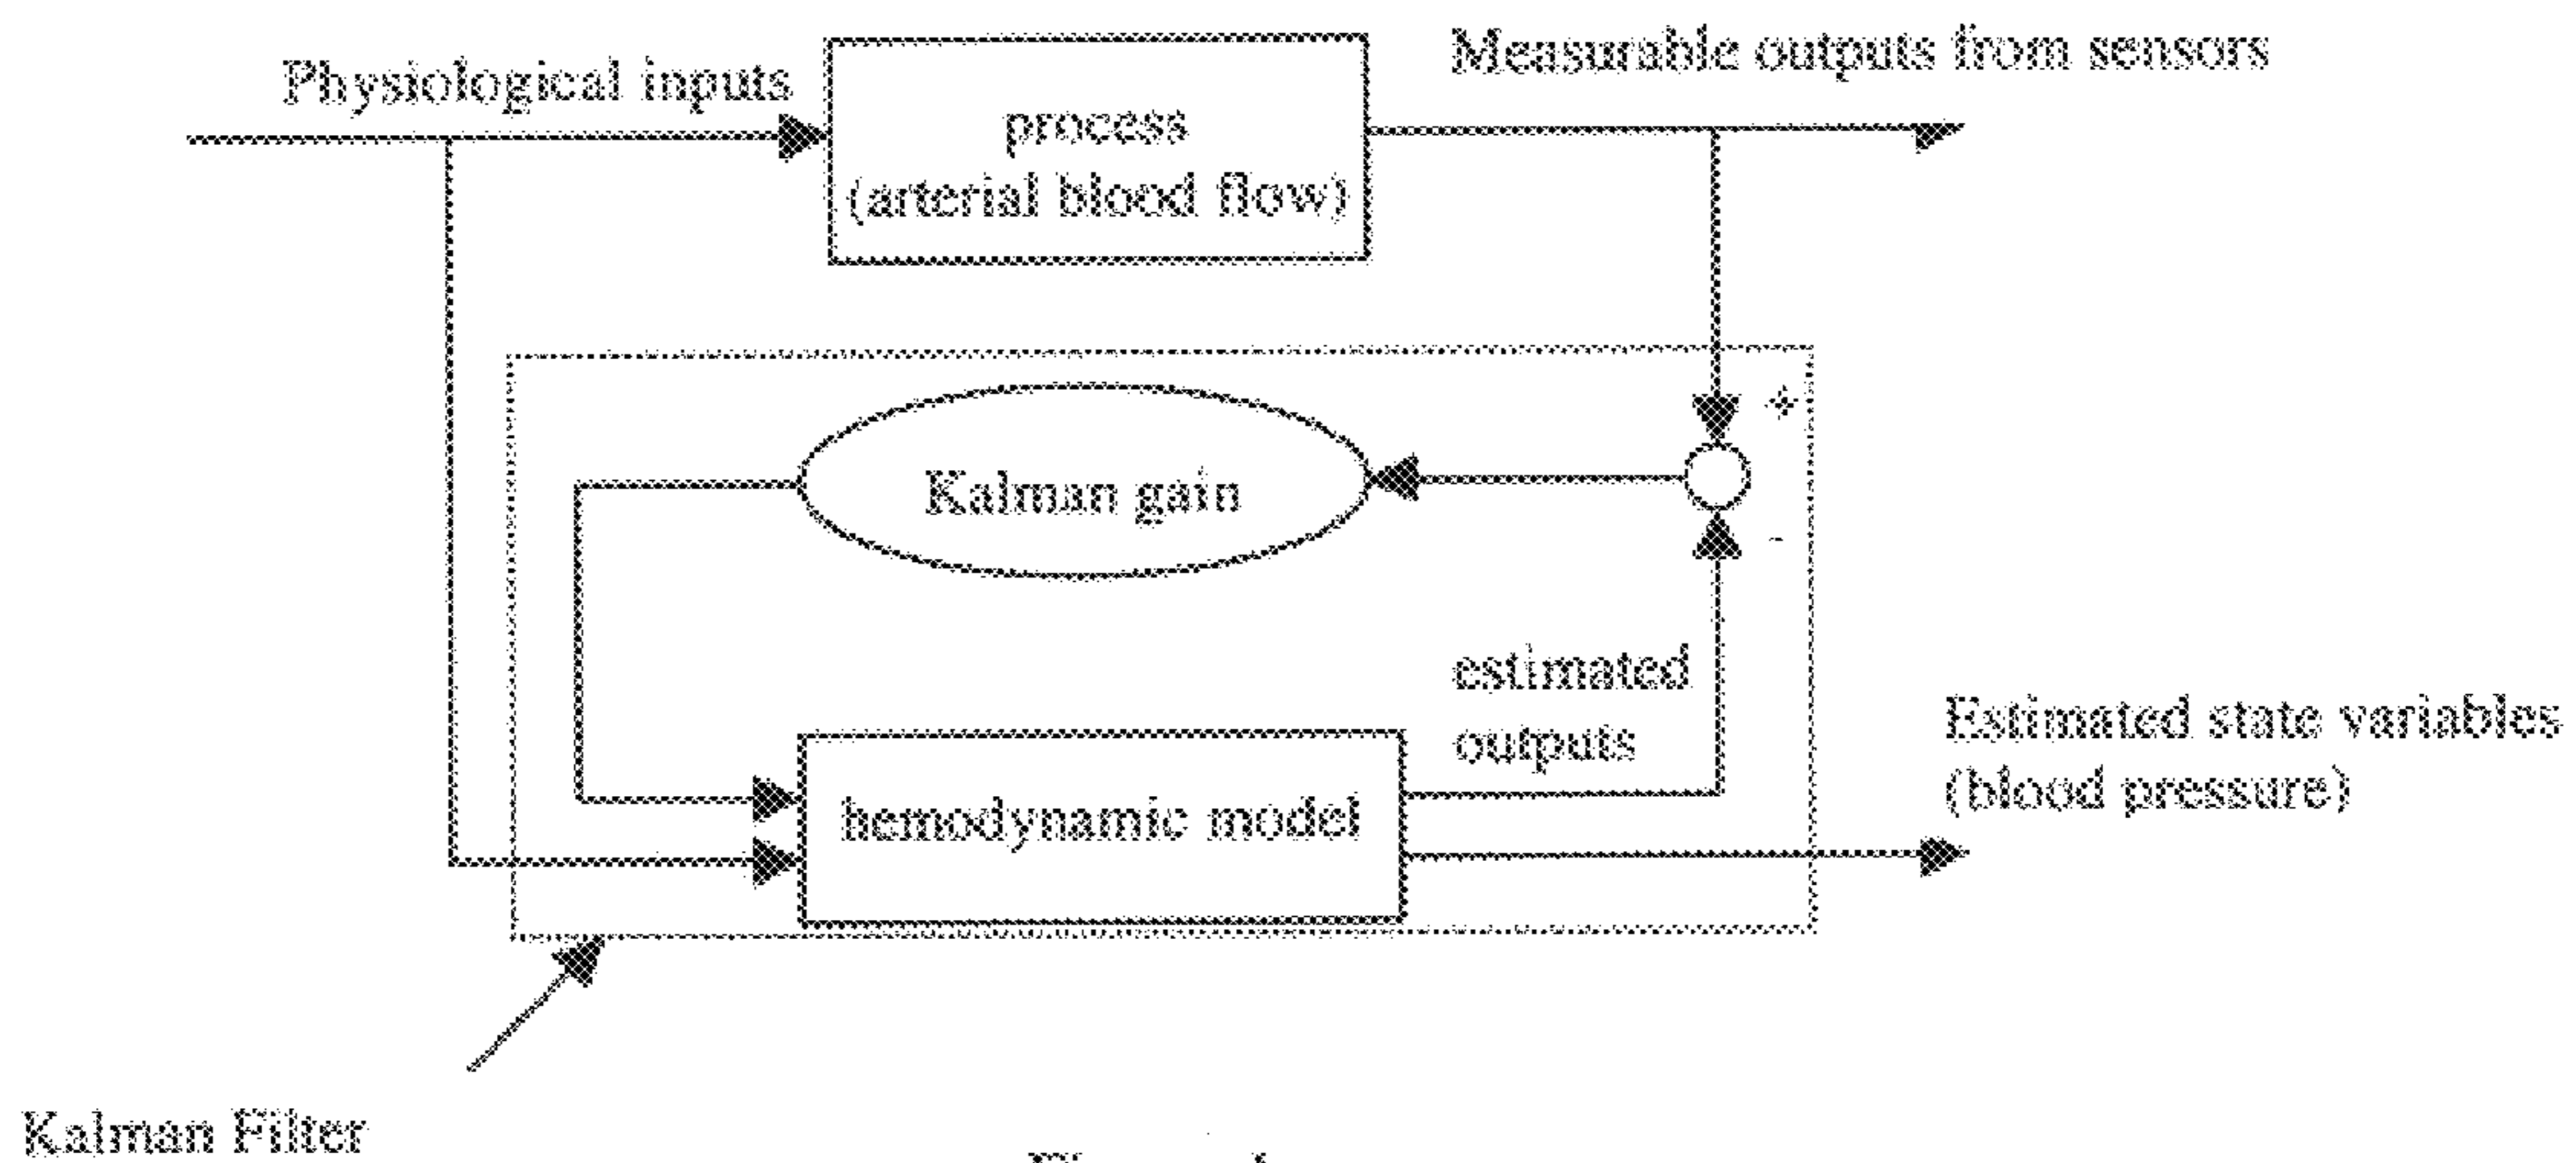 Physiological inputs
Measurable outputs from sensors
process
(arterial blood flow)
+
Kalman gain
-
estimated
outputs
Estimated state variables
(blood pressure)
hemodynamic model
Kalman Filter